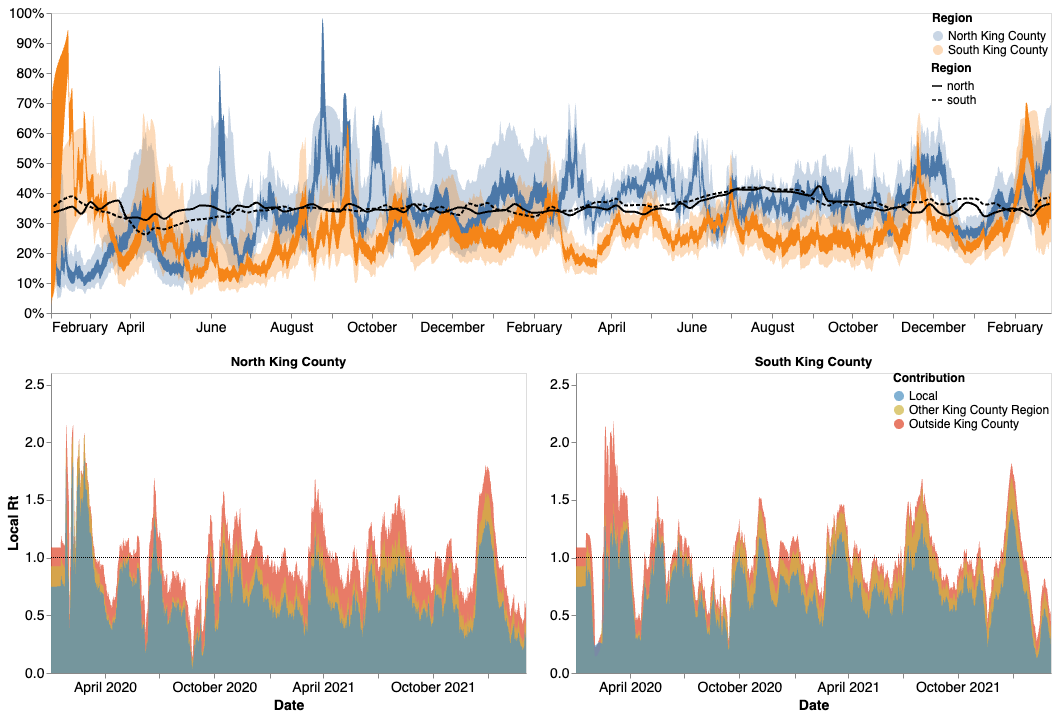 100%
90%
80%
70%
60%
50%
40%
30%
20%
10%
0%
Region
North King County
South King County
Region
north
south
February April June August October December February April June August October December February
North King County
South King County
2.5
2.0
1.5
1.0
0.5
0.0
Local Rt
April 2020 October 2020 April 2021 October 2021
Date
2.5
2.0
1.5
1.0
0.5
0.0
Contribution
Local
Other King County Region
Outside King County
April 2020 October 2020 April 2021 October 2021
Date